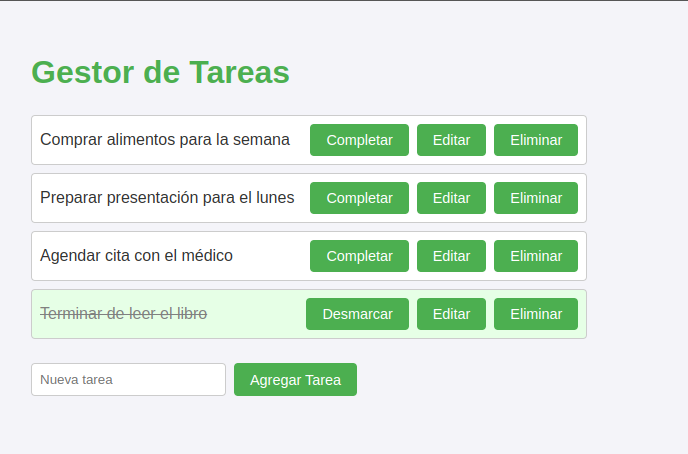 Gestor de Tareas
Comprar alimentos para la semana Completar Editar Eliminar
Preparar presentación para el lunes Completar Editar Eliminar
Agendar cita con el médico Completar Editar Eliminar
Terminar de leer el libro Desmarcar Editar Eliminar
Nueva tarea Agregar Tarea